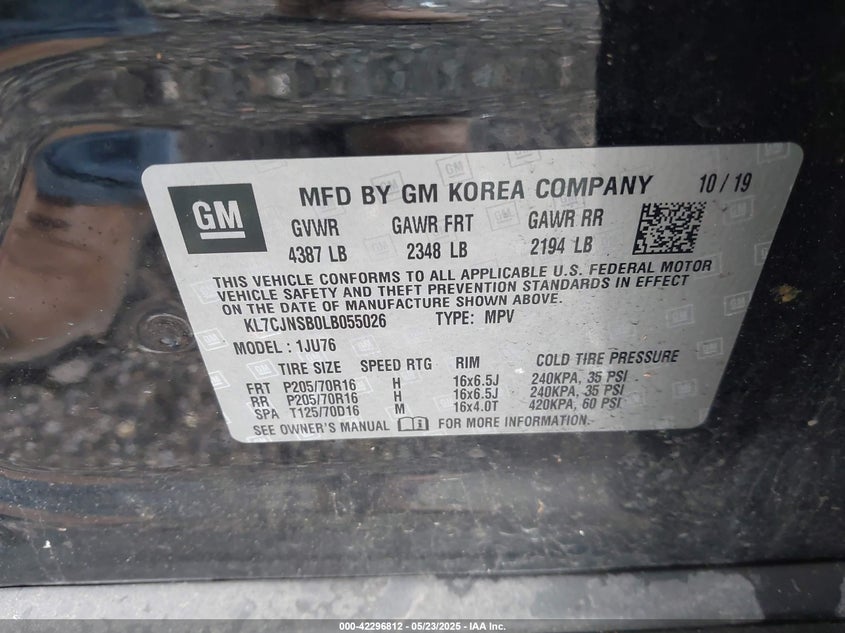 GM MFD BY GM KOREA COMPANY 10 / 19
GVWR GAWR FRT GAWR RR
4387 LB 2348 LB 2194 LB
THIS VEHICLE CONFORMS TO ALL APPLICABLE U.S. FEDERAL MOTOR
VEHICLE SAFETY AND THEFT PREVENTION STANDARDS IN EFFECT
ON THE DATE OF MANUFACTURE SHOWN ABOVE.
KL7CJNSB0LB055026 TYPE: MPV
MODEL : 1JU76
TIRE SIZE SPEED RTG RIM COLD TIRE PRESSURE
FRT P205/70R16 H 16x6.5J 240KPA, 35 PSI
RR P205/70R16 H 16x6.5J 240KPA, 35 PSI
SPA T125/70D16 M 16x4.0T 420KPA, 60 PSI
SEE OWNER'S MANUAL FOR MORE INFORMATION.
000-42296812 - 05/23/2025 - IAA Inc.